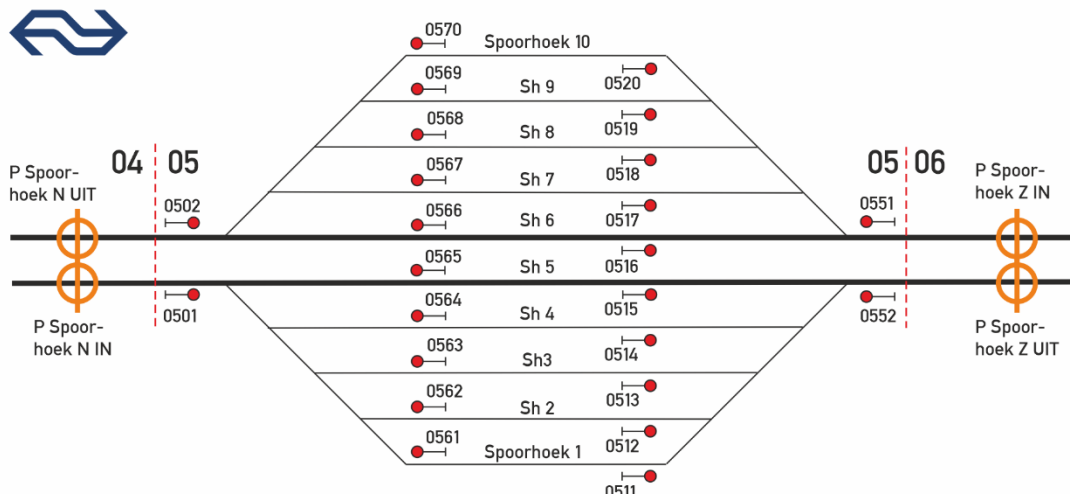 0570
Spoorhoek 10
0520
0569
Sh 9
0519
0568
Sh 8
0518
0567
Sh 7
0517
0566
Sh 6
0516
0565
Sh 5
0515
0564
Sh 4
0514
0563
Sh3
0513
0562
Sh 2
0512
0561
Spoorhoek 1
0511
04 05
05 06
P Spoor-
hoek N UIT
0502
0551
P Spoor-
hoek Z IN
P Spoor-
hoek N IN
0501
0552
P Spoor-
hoek Z UIT